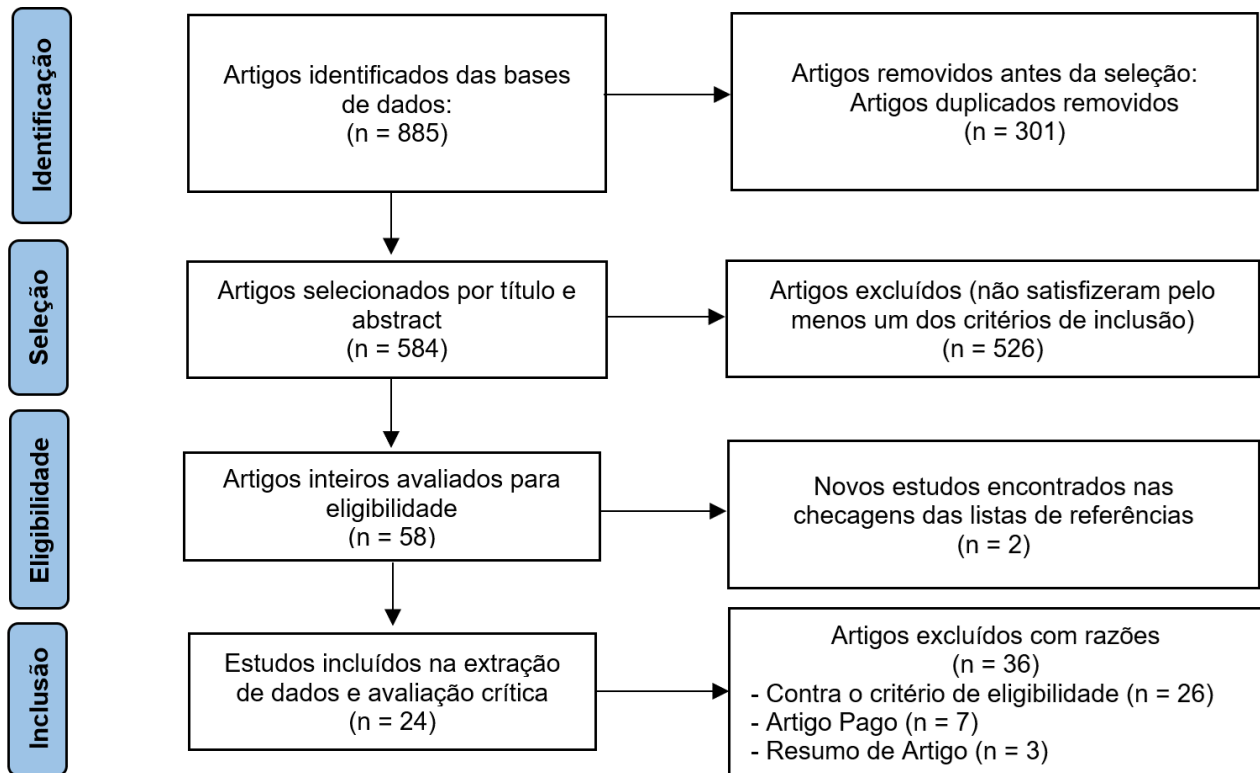 Identificação
Artigos identificados das bases
de dados:
(n = 885)
Artigos removidos antes da seleção:
Artigos duplicados removidos
(n = 301)
Seleção
Artigos selecionados por título e
abstract
(n = 584)
Artigos excluídos (não satisfizeram pelo
menos um dos critérios de inclusão)
(n = 526)
Eligibilidade
Artigos inteiros avaliados para
eligibilidade
(n = 58)
Novos estudos encontrados nas
checagens das listas de referências
(n = 2)
Inclusão
Estudos incluídos na extração
de dados e avaliação crítica
(n = 24)
Artigos excluídos com razões
(n = 36)
- Contra o critério de eligibilidade (n = 26)
- Artigo Pago (n = 7)
- Resumo de Artigo (n = 3)